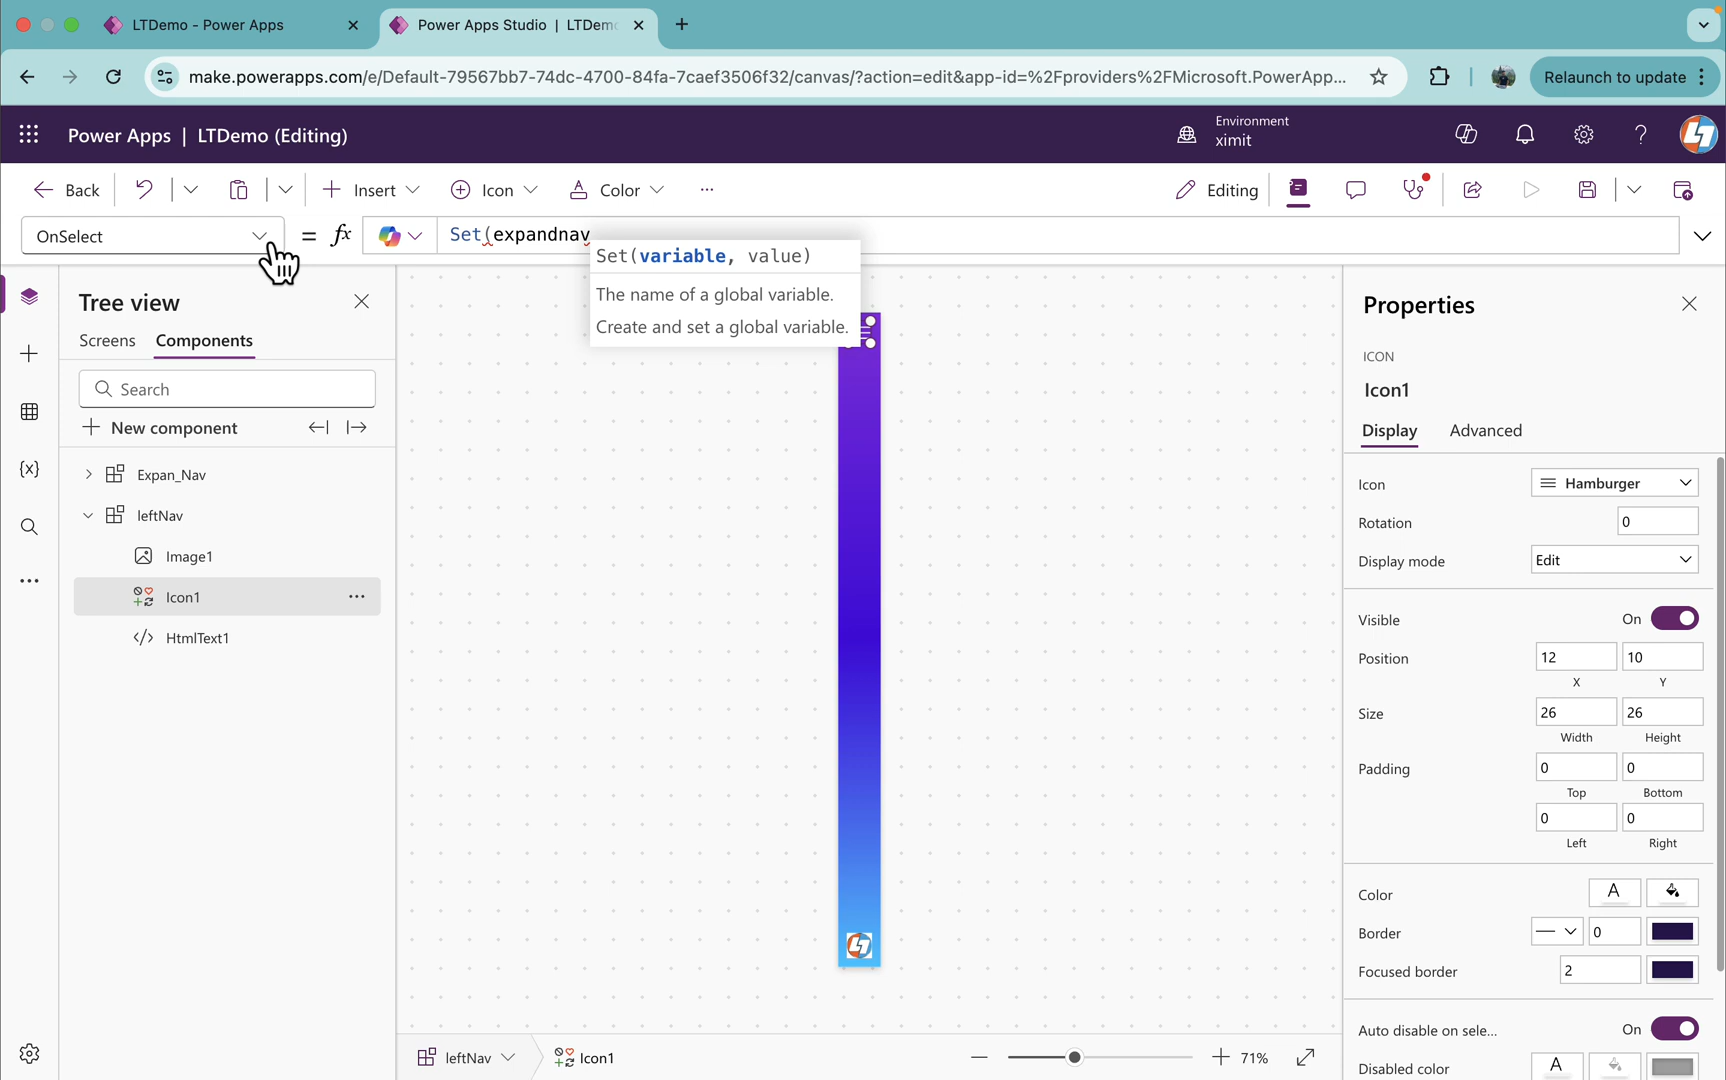 LTDemo - Power Apps
Power Apps Studio | LTDemo
make.powerapps.com/e/Default-79567bb7-74dc-4700-84fa-7caef3506f32/canvas/?action=edit&app-id=%2Fproviders%2FMicrosoft.PowerApp...
Relaunch to update
Power Apps | LTDemo (Editing)
Environment
ximit
Back
Insert
Icon
Color
Editing
OnSelect
= fx
Set(expandnav
Set(variable, value)
The name of a global variable.
Create and set a global variable.
Tree view
Screens
Components
Search
New component
Expan_Nav
leftNav
Image1
Icon1
HtmlText1
Properties
ICON
Icon1
Display
Advanced
Icon
Hamburger
Rotation
0
Display mode
Edit
Visible
On
Position
12
10
X
Y
Size
26
26
Width
Height
Padding
0
0
Top
Bottom
0
0
Left
Right
Color
A
Border
0
Focused border
2
Auto disable on sele...
On
Disabled color
A
leftNav
Icon1
71%